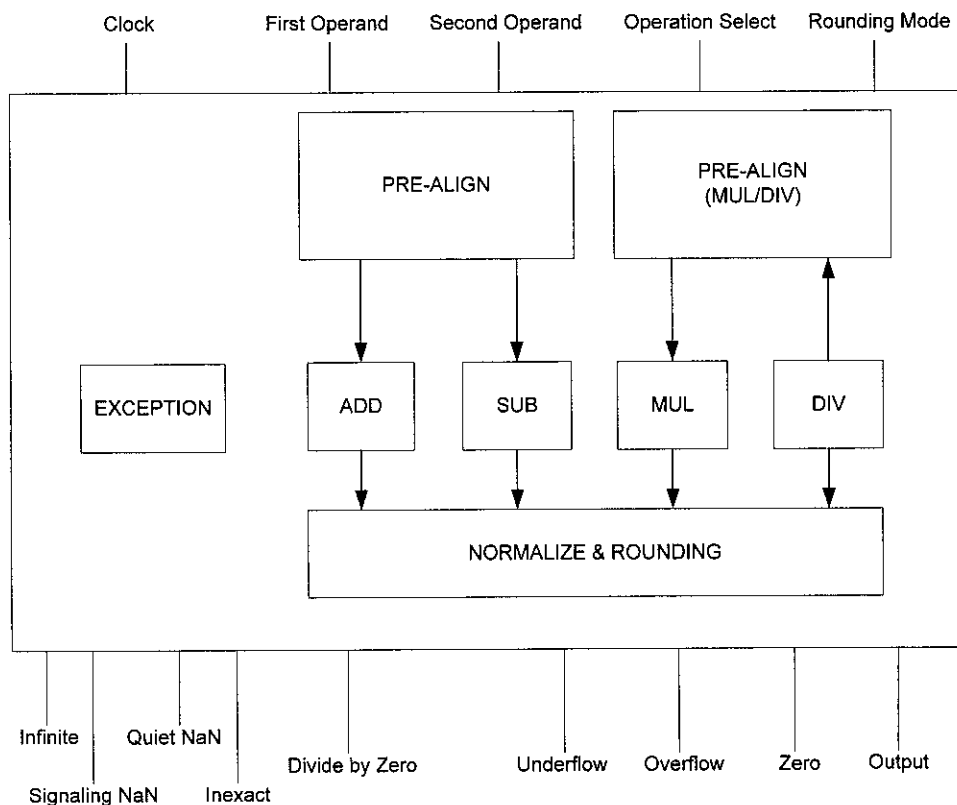 Clock
First Operand
Second Operand
Operation Select
Rounding Mode
PRE-ALIGN
PRE-ALIGN
(MUL/DIV)
EXCEPTION
ADD
SUB
MUL
DIV
NORMALIZE & ROUNDING
Infinite
Quiet NaN
Divide by Zero
Underflow
Overflow
Zero
Output
Signaling NaN
Inexact